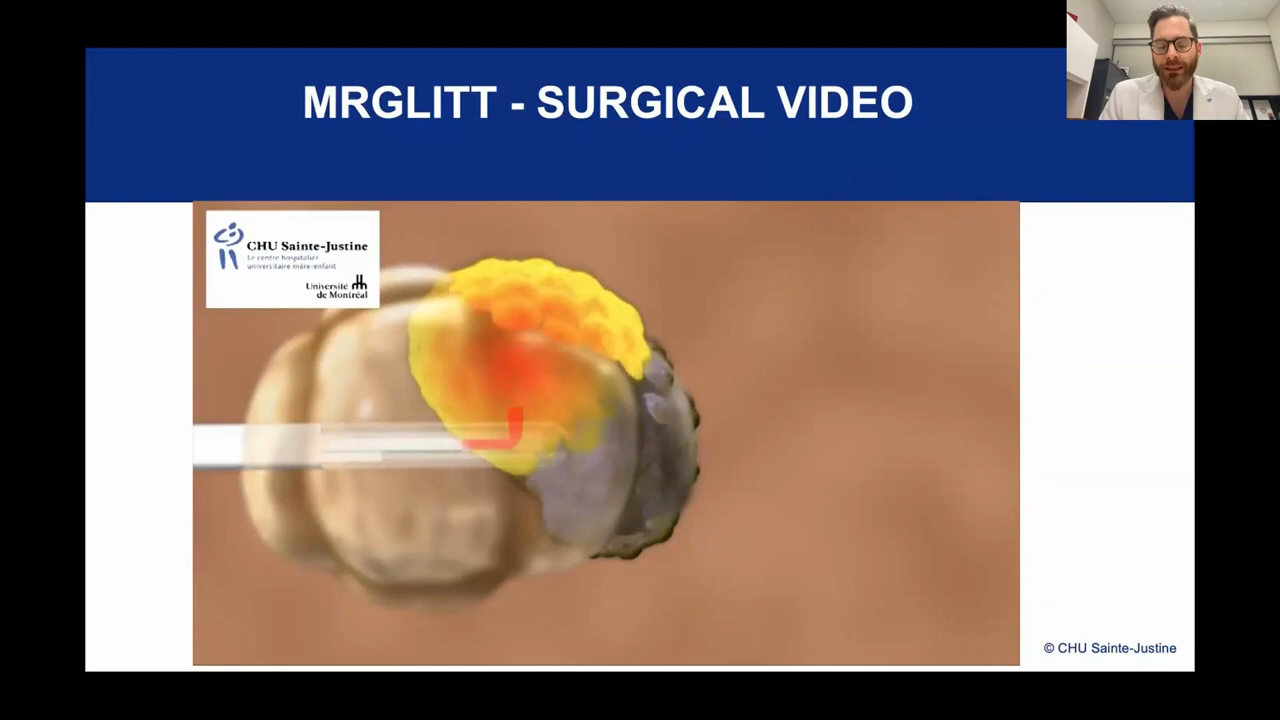 MRGLITT - SURGICAL VIDEO
CHU Sainte-Justine
Le centre hospitalier
universitaire mère-enfant
Université
de Montréal
© CHU Sainte-Justine